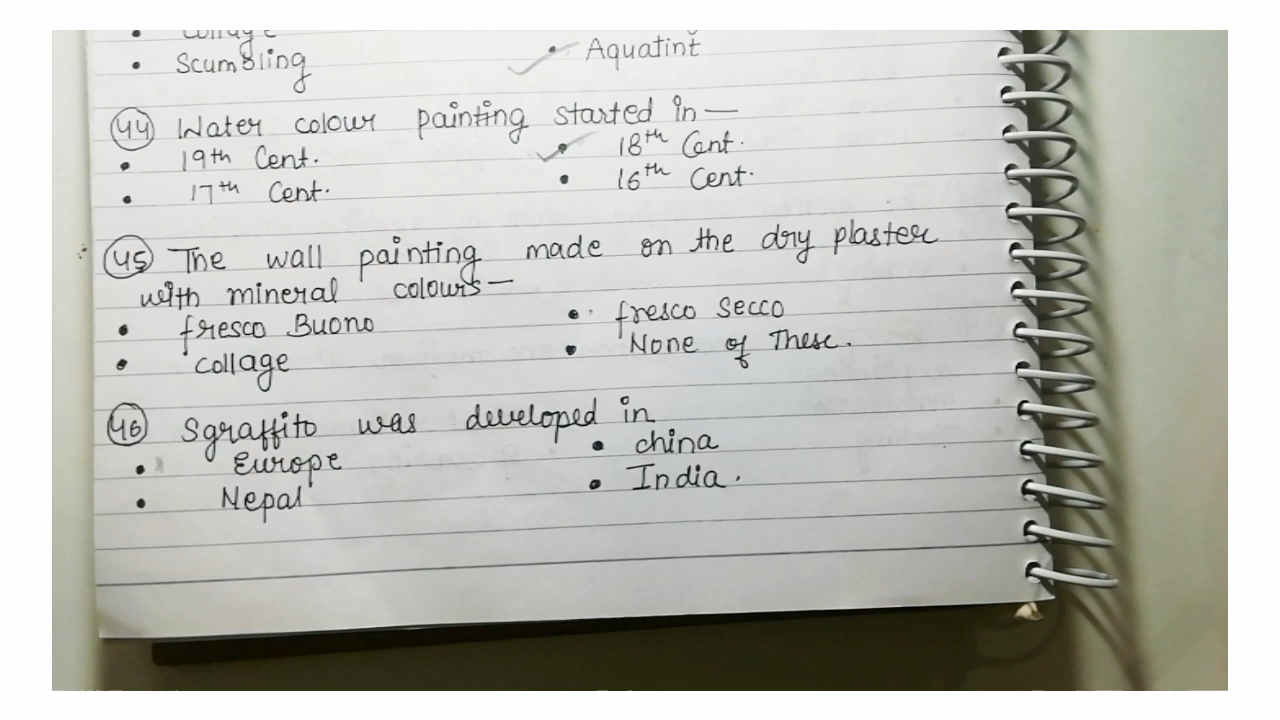 • Collage
• Scumbling • Aquatint
44 Water colour painting started in—
• 19th Cent. • 18th Cent.
• 17th Cent. • 16th Cent.
45 The wall painting made on the dry plaster
with mineral colours—
• fresco Buono • fresco Secco
• collage • None of These.
46 Sgraffito was developed in
• Europe • china
• Nepal • India.